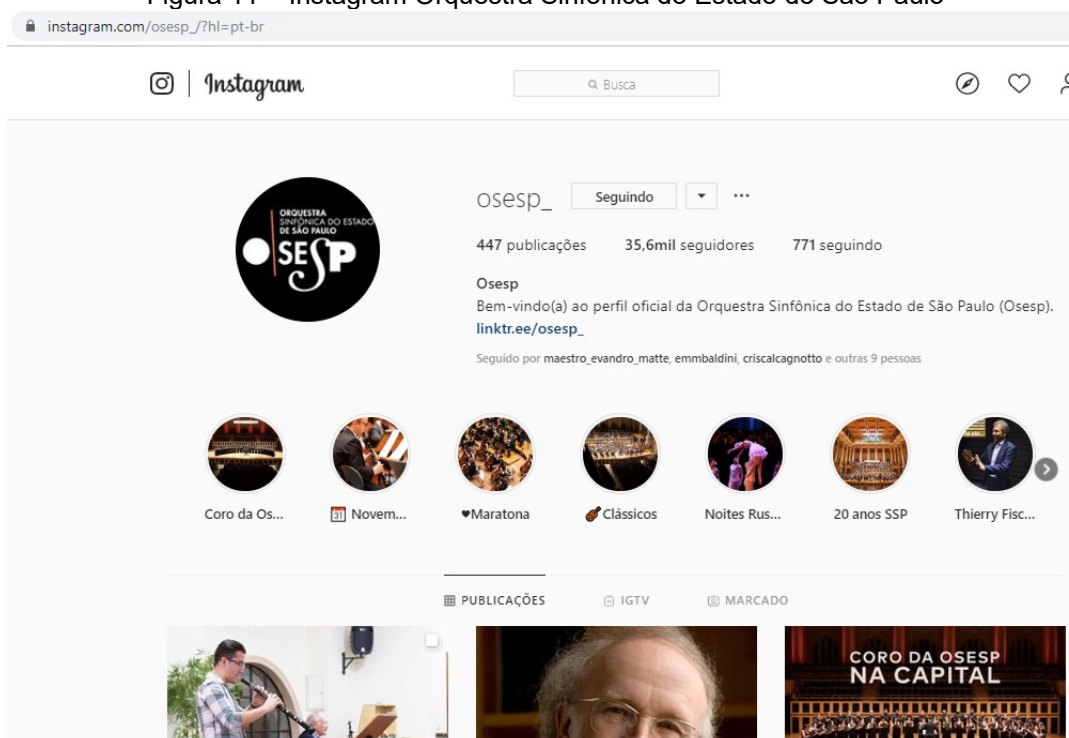 Figura 11 – Instagram Orquestra Sinfônica do Estado de São Paulo
instagram.com/osesp_/?hl=pt-br
Instagram
Busca
ORQUESTRA
SINFÔNICA DO ESTADO
DE SÃO PAULO
OSESP
osesp_ Seguindo
447 publicações 35,6mil seguidores 771 seguindo
Osesp
Bem-vindo(a) ao perfil oficial da Orquestra Sinfônica do Estado de São Paulo (Osesp).
linktr.ee/osesp_
Seguido por maestro_evandro_matte, emmbaldini, criscalcagnotto e outras 9 pessoas
Coro da Os... 31 Novem... ♥Maratona 🎻Clássicos Noites Rus... 20 anos SSP Thierry Fisc...
PUBLICAÇÕES IGTV MARCADO
CORO DA OSESP
NA CAPITAL